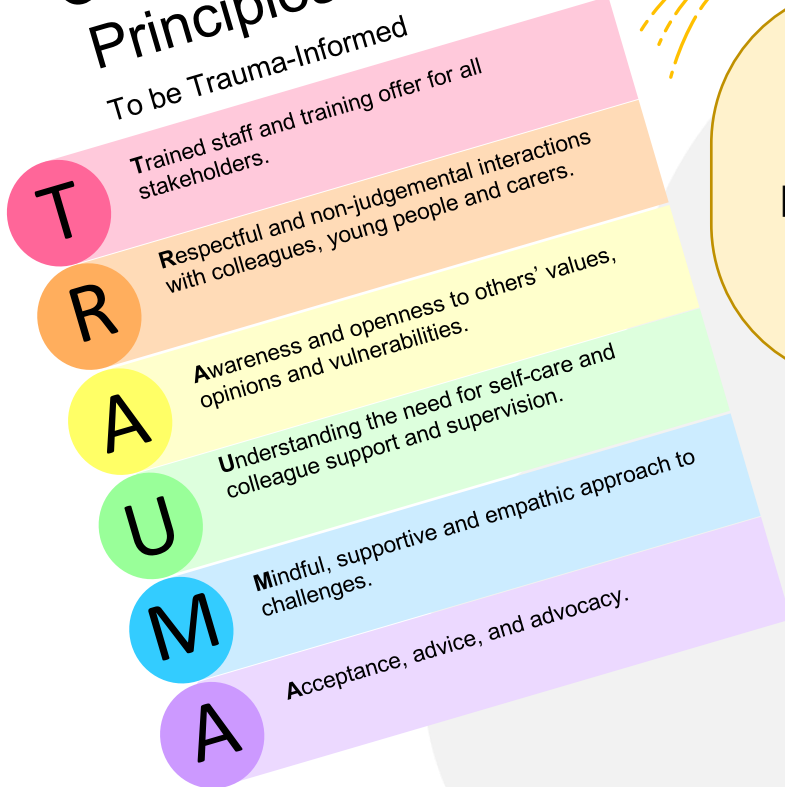 Principles
To be Trauma-Informed
T
Trained staff and training offer for all
stakeholders.
R
Respectful and non-judgemental interactions
with colleagues, young people and carers.
A
Awareness and openness to others’ values,
opinions and vulnerabilities.
U
Understanding the need for self-care and
colleague support and supervision.
M
Mindful, supportive and empathic approach to
challenges.
A
Acceptance, advice, and advocacy.